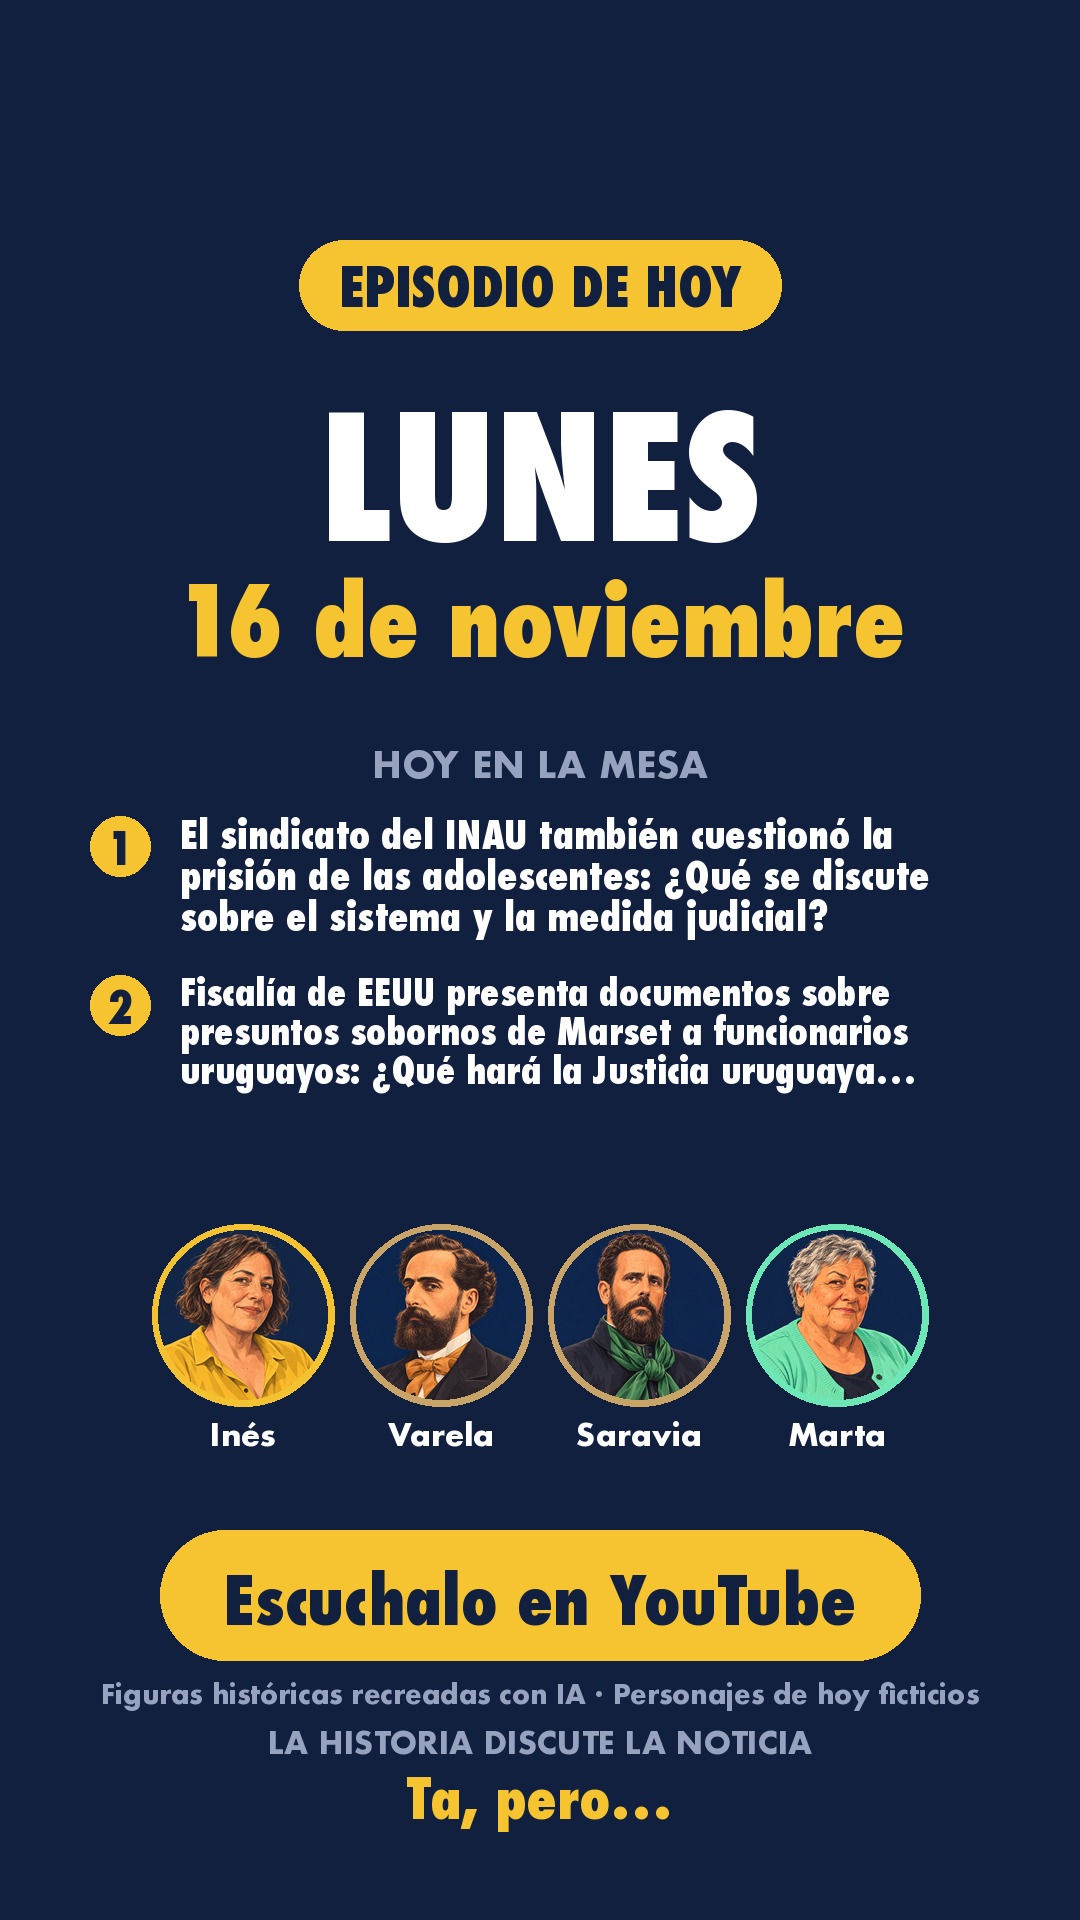 EPISODIO DE HOY
LUNES
16 de noviembre
HOY EN LA MESA
1
El sindicato del INAU también cuestionó la
prisión de las adolescentes: ¿Qué se discute
sobre el sistema y la medida judicial?
2
Fiscalía de EEUU presenta documentos sobre
presuntos sobornos de Marset a funcionarios
uruguayos: ¿Qué hará la Justicia uruguaya...
Inés
Varela
Saravia
Marta
Escuchalo en YouTube
Figuras históricas recreadas con IA · Personajes de hoy ficticios
LA HISTORIA DISCUTE LA NOTICIA
Ta, pero...